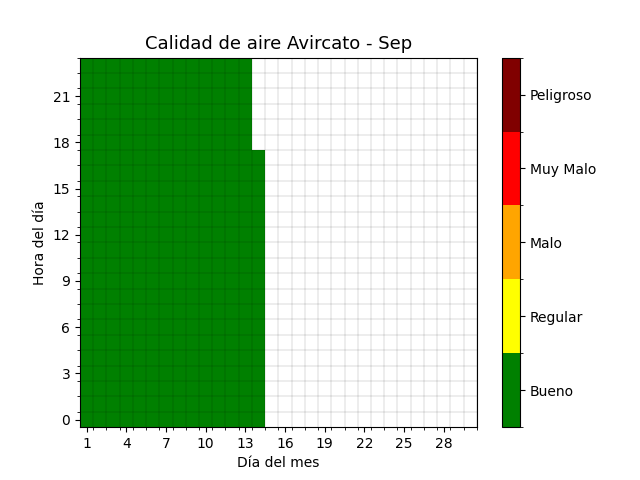 Calidad de aire Avircato - Sep
Hora del día
21
18
15
12
9
6
3
0
1 4 7 10 13 16 19 22 25 28
Día del mes
Peligroso
Muy Malo
Malo
Regular
Bueno